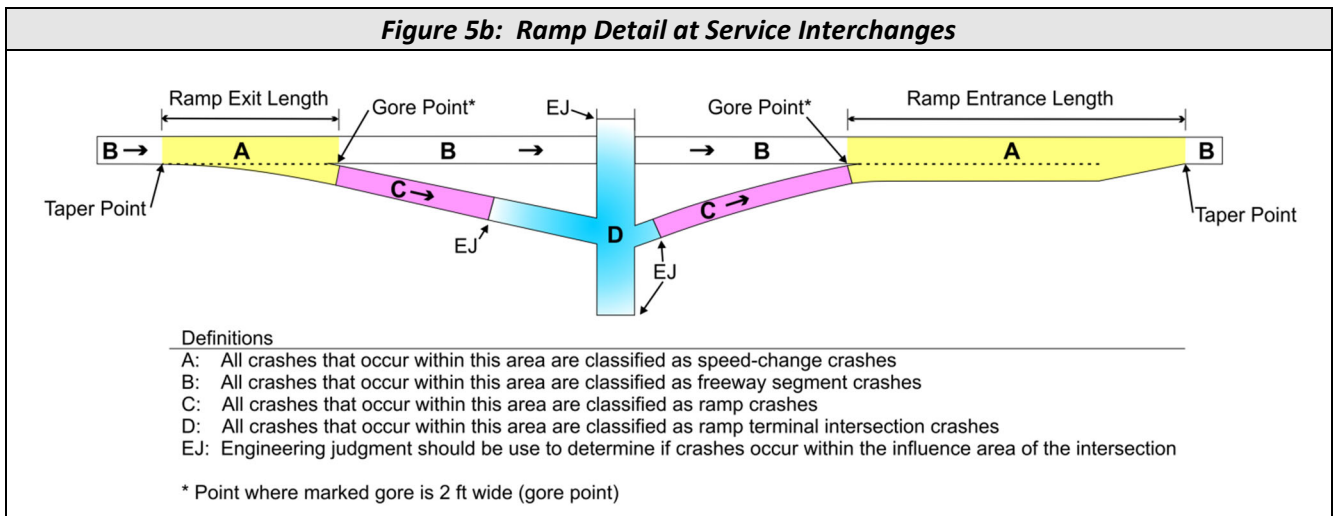 Figure 5b: Ramp Detail at Service Interchanges
Ramp Exit Length
Gore Point*
EJ
Gore Point*
Ramp Entrance Length
B
A
B
B
A
B
Taper Point
C
EJ
D
C
EJ
Taper Point
Definitions
A: All crashes that occur within this area are classified as speed-change crashes
B: All crashes that occur within this area are classified as freeway segment crashes
C: All crashes that occur within this area are classified as ramp crashes
D: All crashes that occur within this area are classified as ramp terminal intersection crashes
EJ: Engineering judgment should be use to determine if crashes occur within the influence area of the intersection
* Point where marked gore is 2 ft wide (gore point)